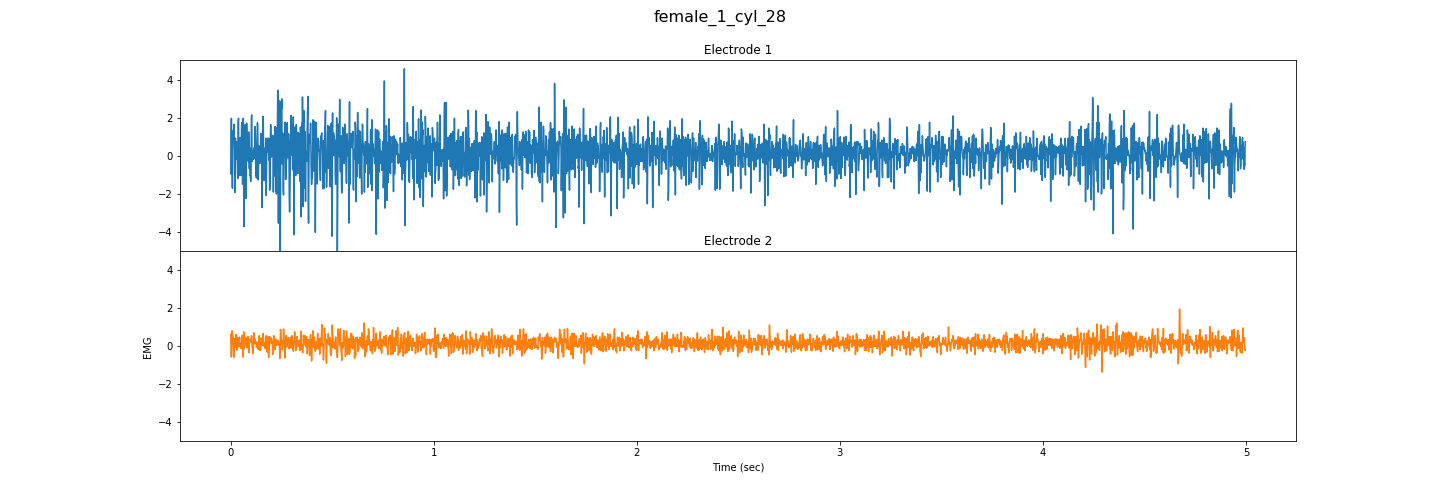 female_1_cyl_28
Electrode 1
4
2
0
−2
−4
Electrode 2
4
2
0
−2
−4
EMG
0 1 2 3 4 5
Time (sec)